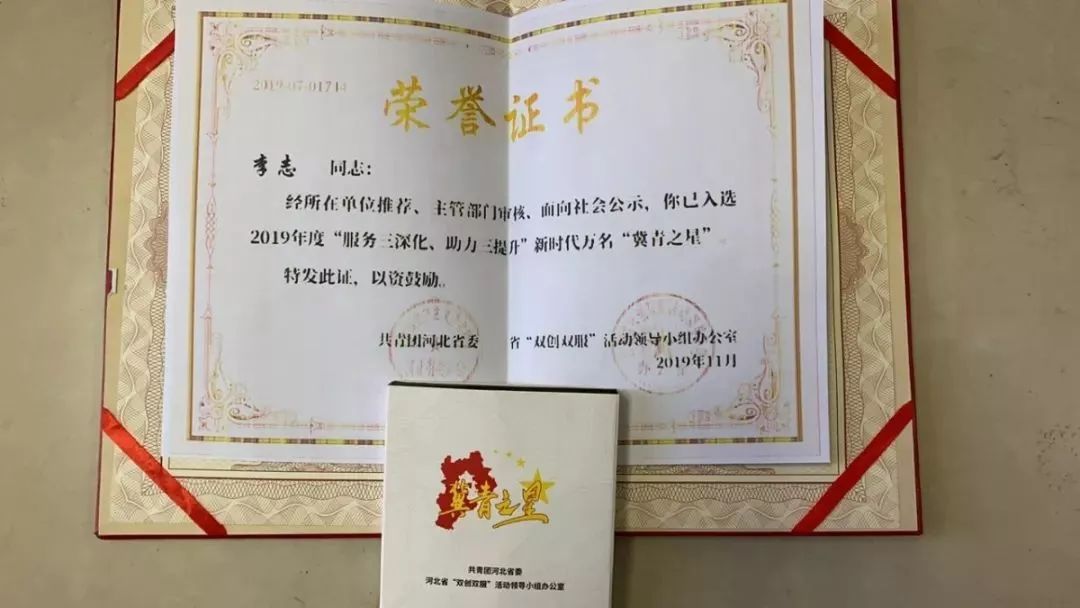 2019-07-01744
荣誉证书
李志 同志:
经所在单位推荐、主管部门审核、面向社会公示，你已入选
2019年度“服务三深化、助力三提升”新时代万名“冀青之星”
特发此证，以资鼓励。
共青团河北省委 省“双创双服”活动领导小组办公室
2019年11月
冀青之星
共青团河北省委
河北省“双创双服”活动领导小组办公室